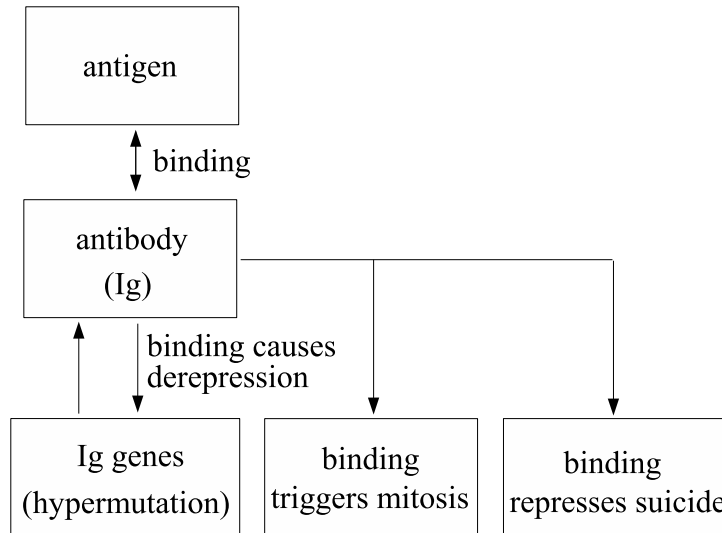 antigen
binding
antibody
(Ig)
binding causes
derepression
Ig genes
(hypermutation)
binding
triggers mitosis
binding
represses suicide